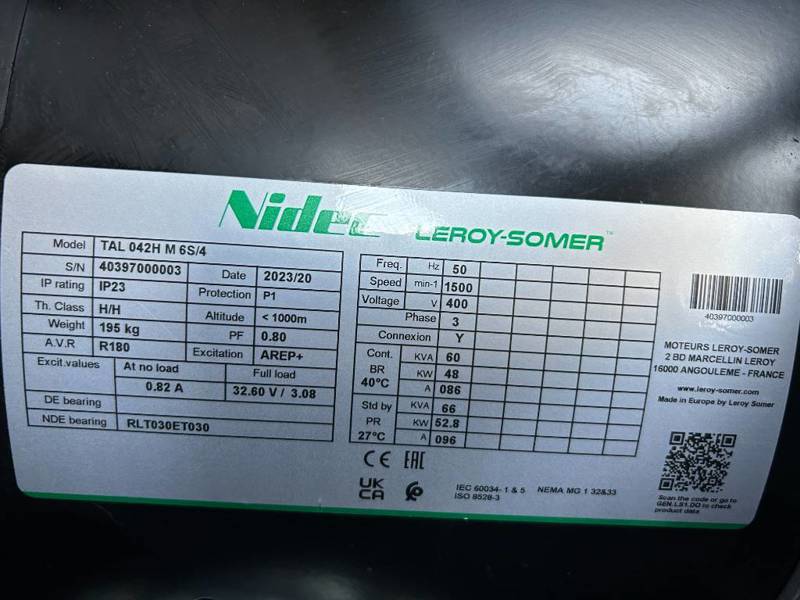 Nidec LEROY-SOMER™
Model TAL 042H M 6S/4
S/N 40397000003 Date 2023/20
IP rating IP23 Protection P1
Th. Class H/H Altitude < 1000m
Weight 195 kg PF 0.80
A.V.R R180 Excitation AREP+
Excit.values At no load Full load
0.82 A 32.60 V / 3.08
DE bearing
NDE bearing RLT030ET030
Freq. Hz 50
Speed min-1 1500
Voltage V 400
Phase 3
Connexion Y
Cont. BR 40°C KVA 60
KW 48
A 086
Std by PR 27°C KVA 66
KW 52.8
A 096
CE EAC
UK CA
IEC 60034- 1 & 5 NEMA MG 1 32&33
ISO 8528-3
40397000003
MOTEURS LEROY-SOMER
2 BD MARCELLIN LEROY
16000 ANGOULEME - FRANCE
www.leroy-somer.com
Made in Europe by Leroy Somer
Scan the code or go to
GEN.LS1.DO to check
product data